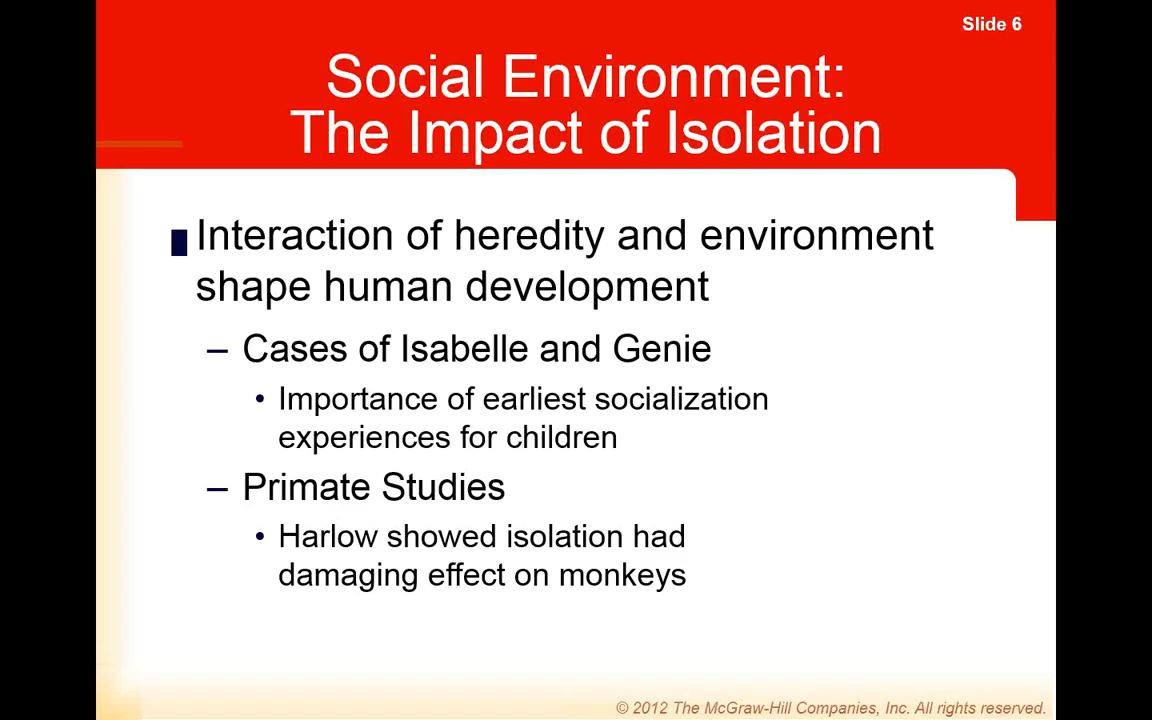 Slide 6
Social Environment:
The Impact of Isolation
Interaction of heredity and environment
shape human development
– Cases of Isabelle and Genie
• Importance of earliest socialization
experiences for children
– Primate Studies
• Harlow showed isolation had
damaging effect on monkeys
© 2012 The McGraw-Hill Companies, Inc. All rights reserved.